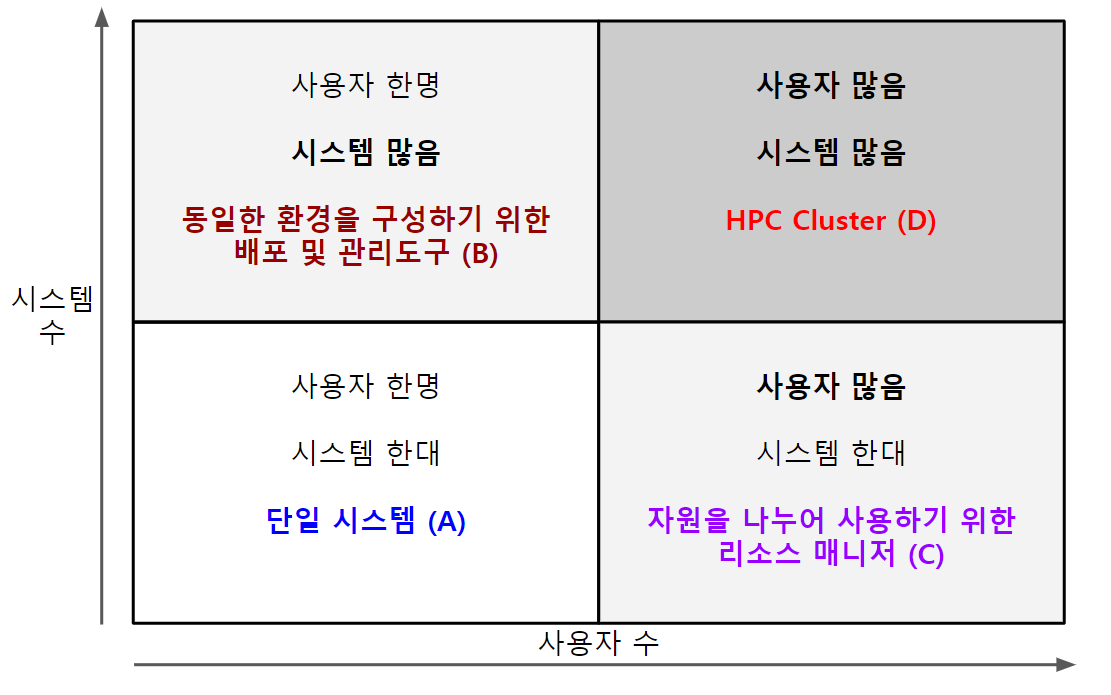 사용자 한명
시스템 많음
동일한 환경을 구성하기 위한
배포 및 관리도구 (B)
사용자 많음
시스템 많음
HPC Cluster (D)
시스템
수
사용자 한명
시스템 한대
단일 시스템 (A)
사용자 많음
시스템 한대
자원을 나누어 사용하기 위한
리소스 매니저 (C)
사용자 수